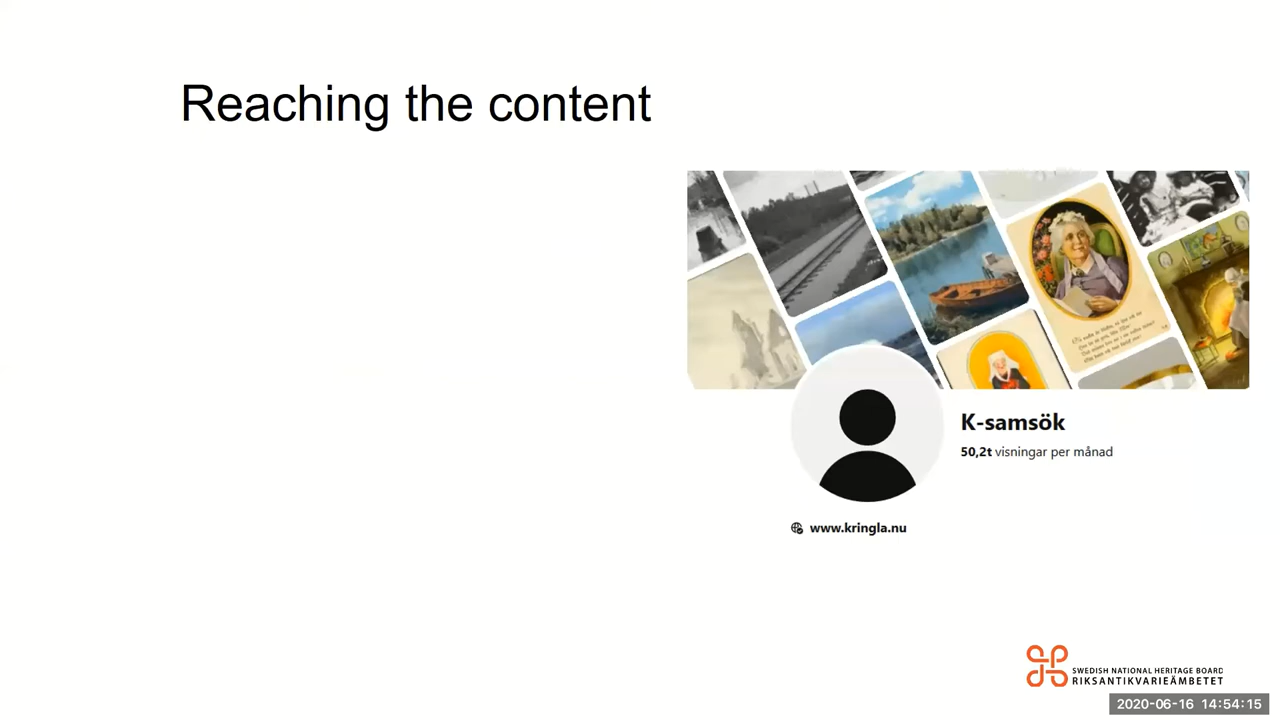 Reaching the content
K-samsök
50,2t visningar per månad
www.kringla.nu
SWEDISH NATIONAL HERITAGE BOARD
RIKSANTIKVARIEÄMBETET
2020-06-16 14:54:15